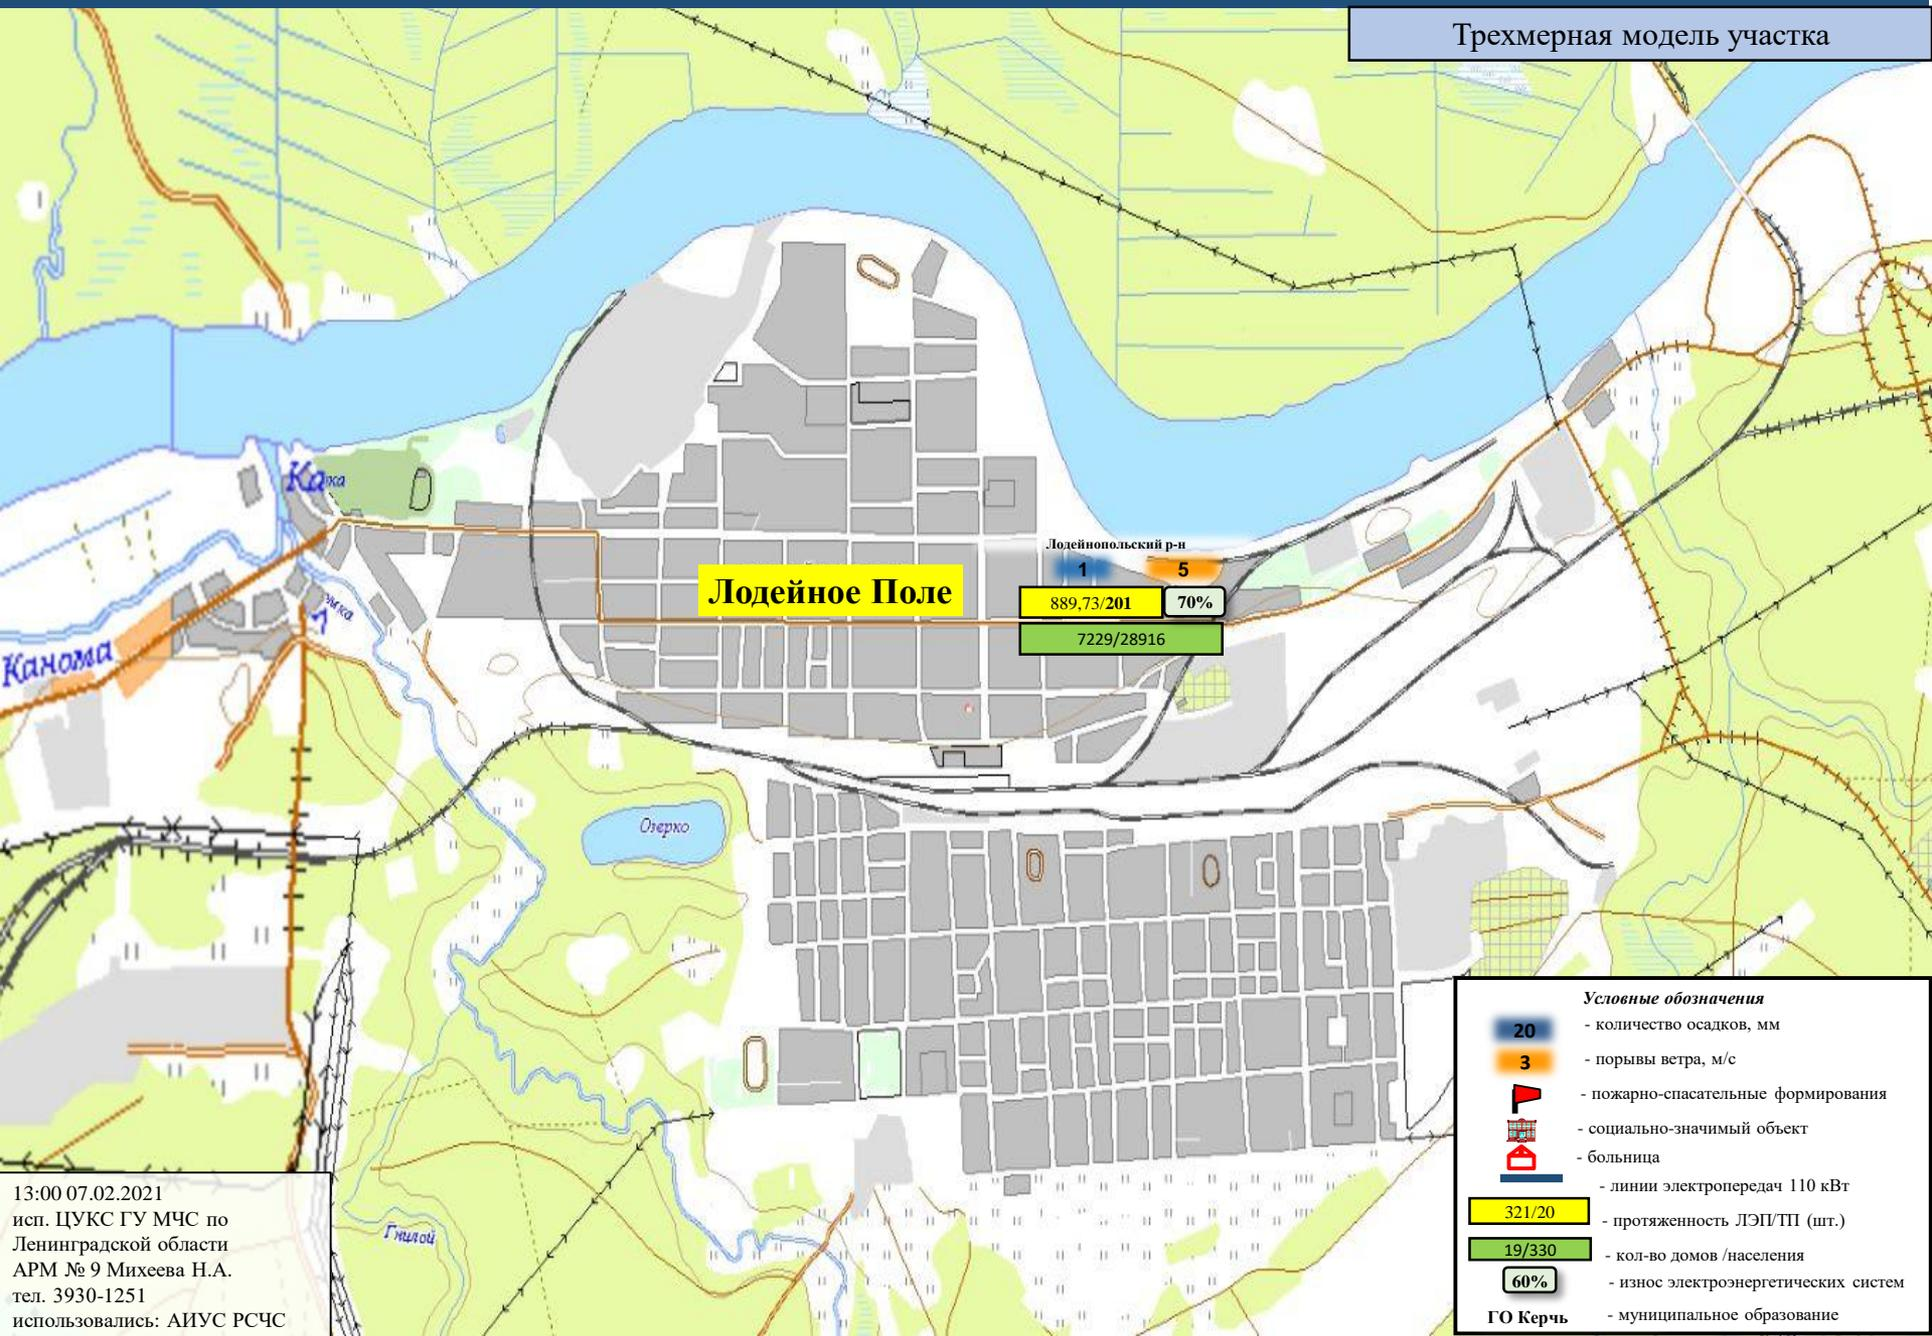 Трехмерная модель участка
Ка
ка
Лодейнопольский р-н
1
5
Лодейное Поле
889,73/201
70%
7229/28916
Канома
Озерко
Гнилой
Условные обозначения
20
- количество осадков, мм
3
- порывы ветра, м/с
- пожарно-спасательные формирования
- социально-значимый объект
- больница
- линии электропередач 110 кВт
321/20
- протяженность ЛЭП/ТП (шт.)
19/330
- кол-во домов /населения
60%
- износ электроэнергетических систем
ГО Керчь
- муниципальное образование
13:00 07.02.2021
исп. ЦУКС ГУ МЧС по
Ленинградской области
АРМ № 9 Михеева Н.А.
тел. 3930-1251
использовались: АИУС РСЧС